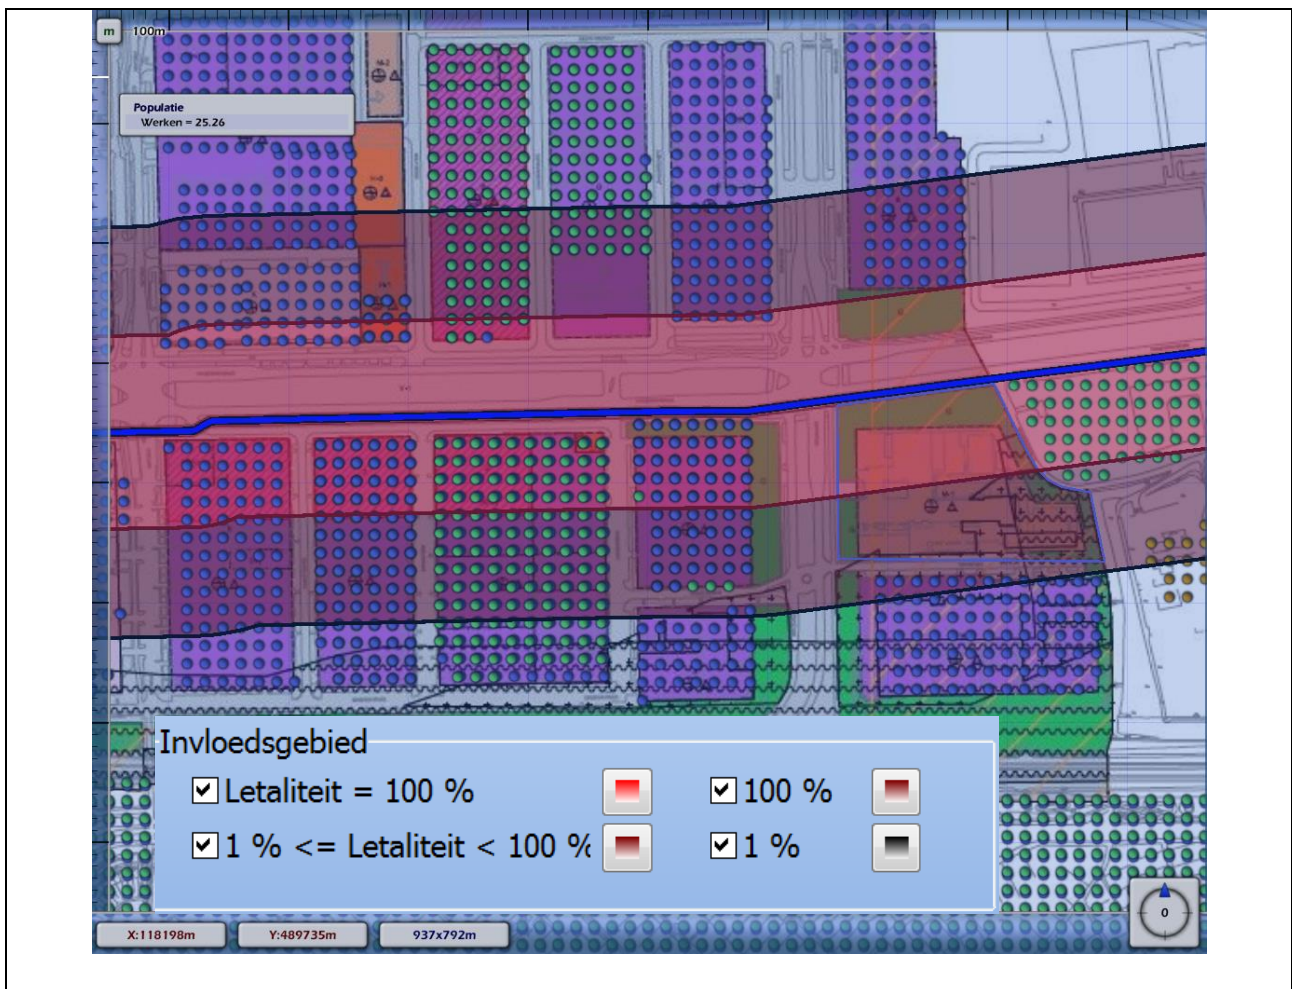 m 100m
Populatie
Werken = 25.26
Invloedsgebied
Letaliteit = 100 % 100 %
1 % <= Letaliteit < 100 % 1 %
0
X:118198m Y:489735m 937x792m